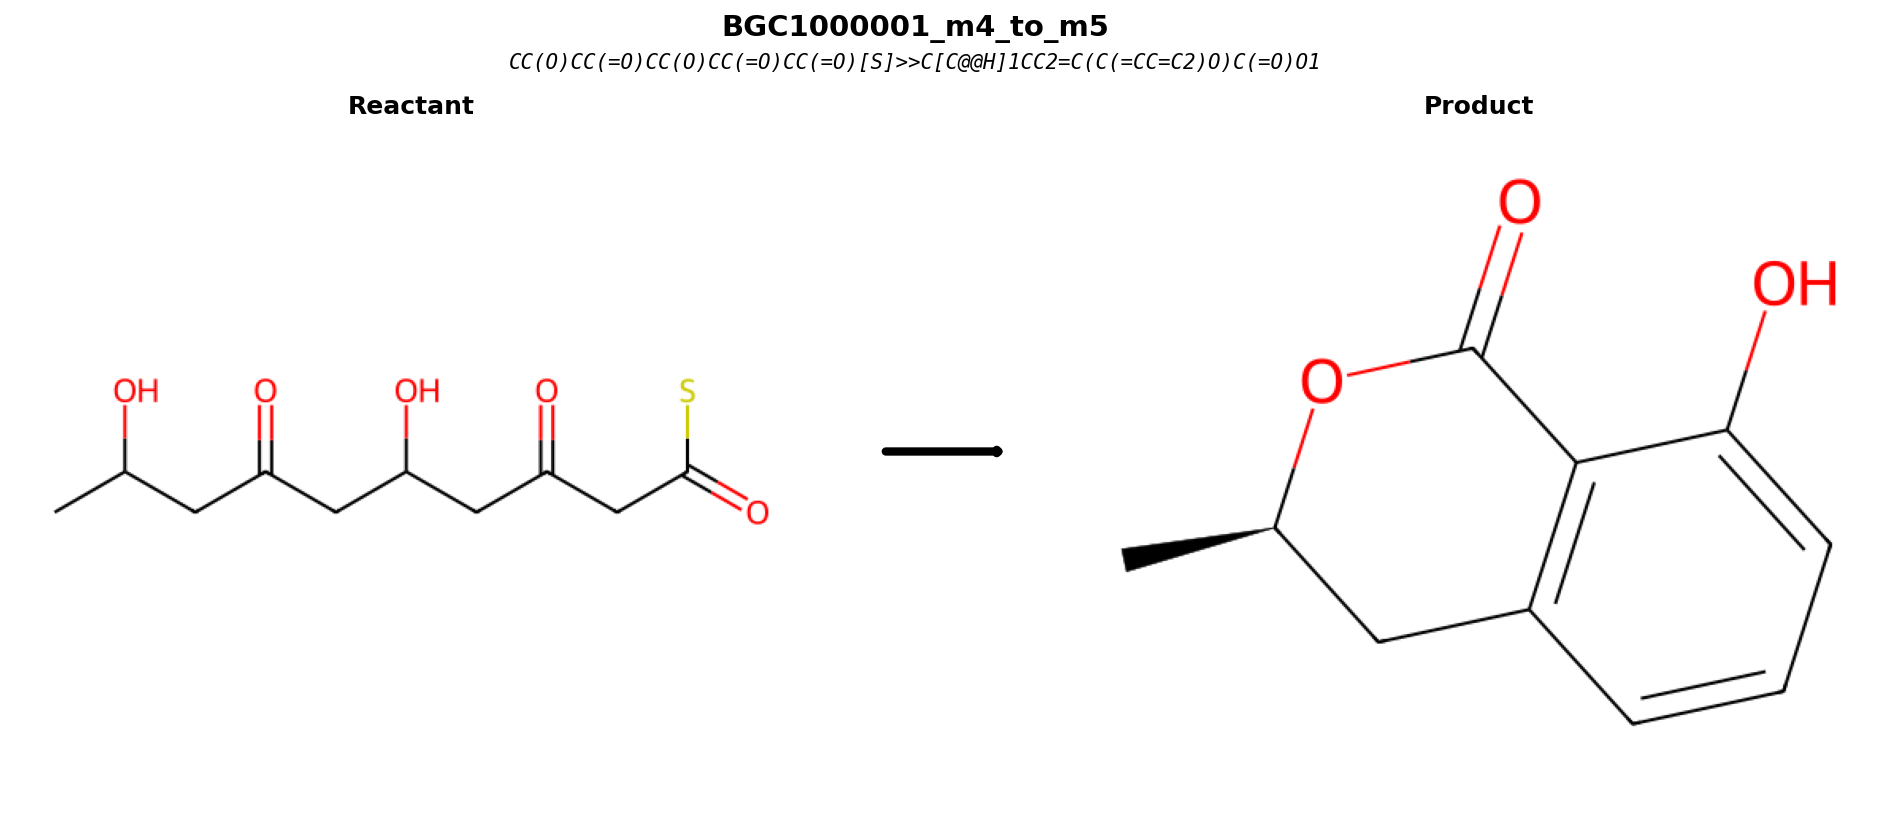 BGC1000001_m4_to_m5
CC(O)CC(=O)CC(O)CC(=O)CC(=O)[S]>>C[C@@H]1CC2=C(C(=CC=C2)O)C(=O)O1
Reactant
Product
O
OH
O
OH
O
OH
O
S
O